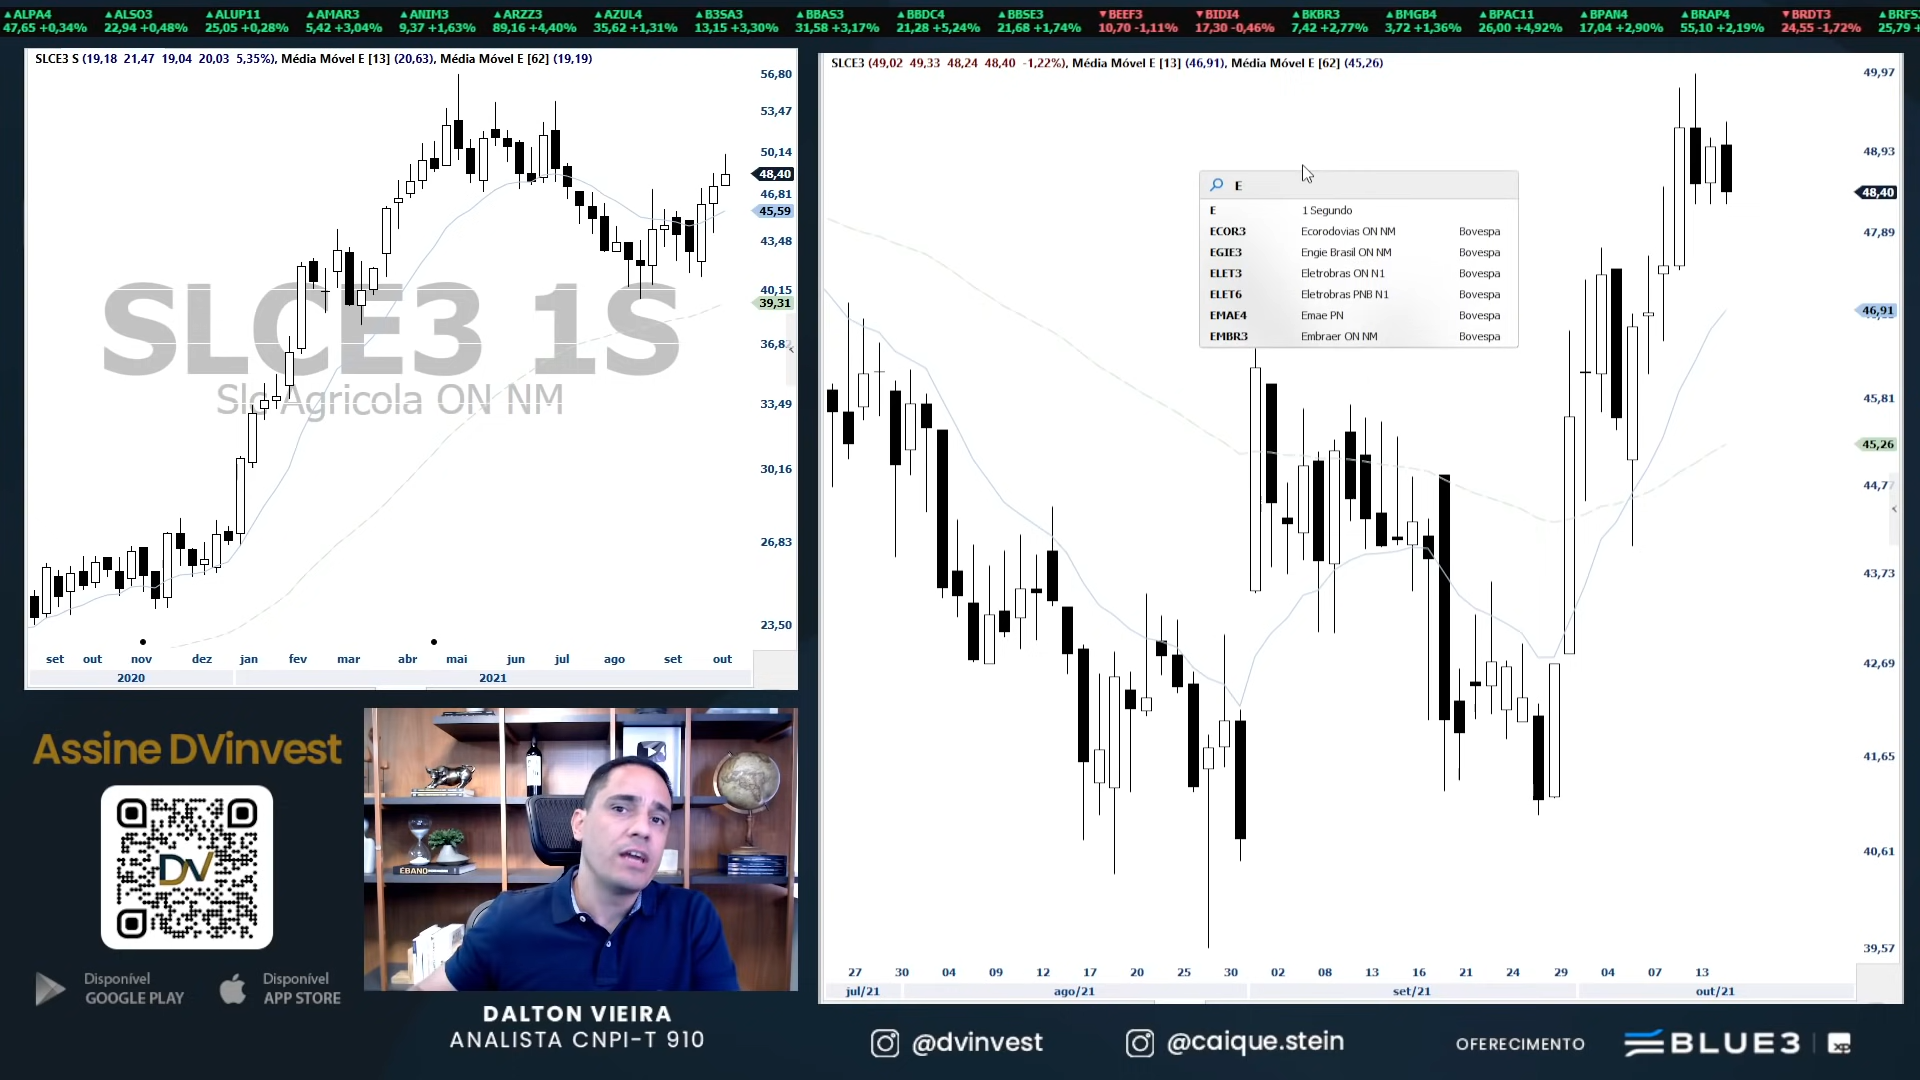 ▲ALPA4 ▲ALSO3 ▲ALUP11 ▲AMAR3 ▲ANIM3 ▲ARZZ3 ▲AZUL4 ▲B3SA3 ▲BBAS3 ▲BBDC4 ▲BBSE3 ▼BEEF3 ▼BIDI4 ▲BKBR3 ▲BMGB4 ▲BPAC11 ▲BPAN4 ▲BRAP4 ▼BRDT3
47,65 +0,34% 22,94 +0,48% 25,05 +0,28% 5,42 +3,04% 9,37 +1,63% 89,16 +4,40% 35,62 +1,31% 13,15 +3,30% 31,58 +3,17% 21,28 +5,24% 21,68 +1,74% 10,70 -1,11% 17,30 -0,46% 7,42 +2,77% 3,72 +1,36% 26,00 +4,92% 17,04 +2,90% 55,10 +2,19% 24,55 -1,72% 25,79
SLCE3 S (19,18 21,47 19,04 20,03 5,35%), Média Móvel E [13] (20,63), Média Móvel E [62] (19,19)
56,80
53,47
50,14
48,40
46,81
45,59
43,48
40,15
39,31
36,8
33,49
30,16
26,83
23,50
SLCE3 1S
Slc Agricola ON NM
set out nov dez jan fev mar abr mai jun jul ago set out
2020 2021
SLCE3 (49,02 49,33 48,24 48,40 -1,22%), Média Móvel E [13] (46,91), Média Móvel E [62] (45,26)
49,97
48,93
48,40
47,89
46,91
45,81
45,26
44,77
43,73
42,69
41,65
40,61
39,57
E
E 1 Segundo
ECOR3 Ecorodovias ON NM Bovespa
EGIE3 Engie Brasil ON NM Bovespa
ELET3 Eletrobras ON N1 Bovespa
ELET6 Eletrobras PNB N1 Bovespa
EMAE4 Emae PN Bovespa
EMBR3 Embraer ON NM Bovespa
27 30 04 09 12 17 20 25 30 02 08 13 16 21 24 29 04 07 13
jul/21 ago/21 set/21 out/21
Assine DVinvest
DV
Disponível
GOOGLE PLAY
Disponível
APP STORE
ÉBANO
DALTON VIEIRA
ANALISTA CNPI-T 910
@dvinvest
@caique.stein
OFERECIMENTO
BLUE3
xp